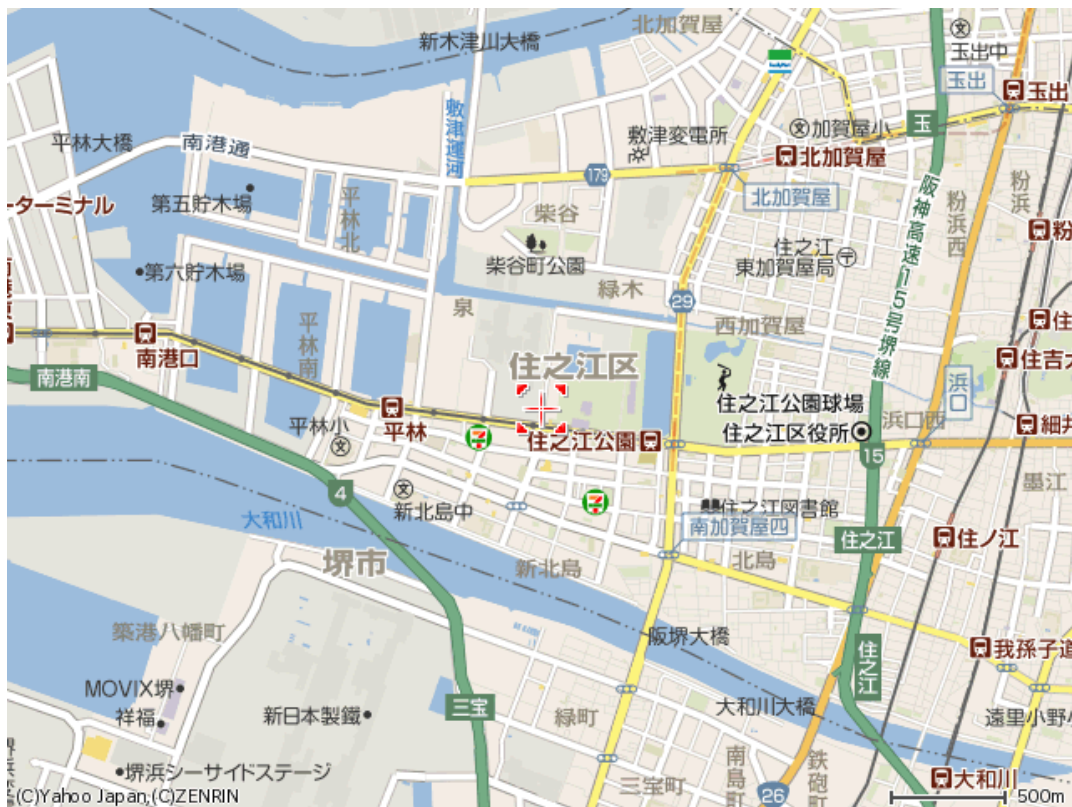 北加賀屋
新木津川大橋
玉出中
玉出
玉出
平林大橋
南港通
敷津運河
敷津変電所
加賀屋小
玉
北加賀屋
179
北加賀屋
阪神高速15号堺線
粉浜西
粉浜
ーターミナル
第五貯木場
平林北
柴谷
柴谷町公園
住之江
東加賀屋局
第六貯木場
緑木
29
泉
西加賀屋
南港口
平林南
住之江区
南港南
住之江公園球場
浜口
浜口西
平林
平林小
住之江公園
住之江区役所
15
4
墨江
新北島中
住之江図書館
大和川
南加賀屋四
住之江
住ノ江
堺市
新北島
北島
築港八幡町
阪堺大橋
住之江
我孫子道
MOVIX堺
祥福
新日本製鐵
三宝
緑町
大和川大橋
遠里小野
堺浜シーサイドステージ
三宝町
南島町
鉄砲町
26
大和川
(C)Yahoo Japan,(C)ZENRIN
500m